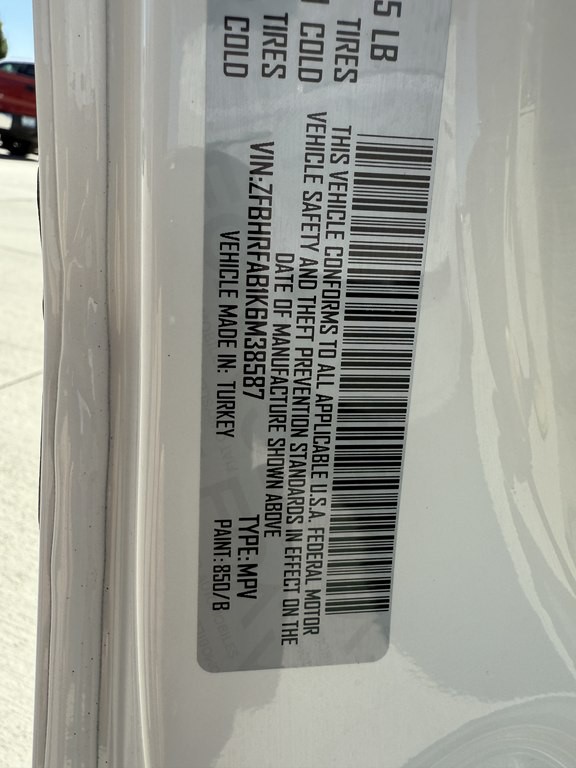 5 LB
TIRES
COLD
TIRES
COLD
THIS VEHICLE CONFORMS TO ALL APPLICABLE U.S.A. FEDERAL MOTOR
VEHICLE SAFETY AND THEFT PREVENTION STANDARDS IN EFFECT ON THE
DATE OF MANUFACTURE SHOWN ABOVE
VIN:ZFBHRFAB1K6M38587 TYPE: MPV
VEHICLE MADE IN: TURKEY PAINT: 850/B